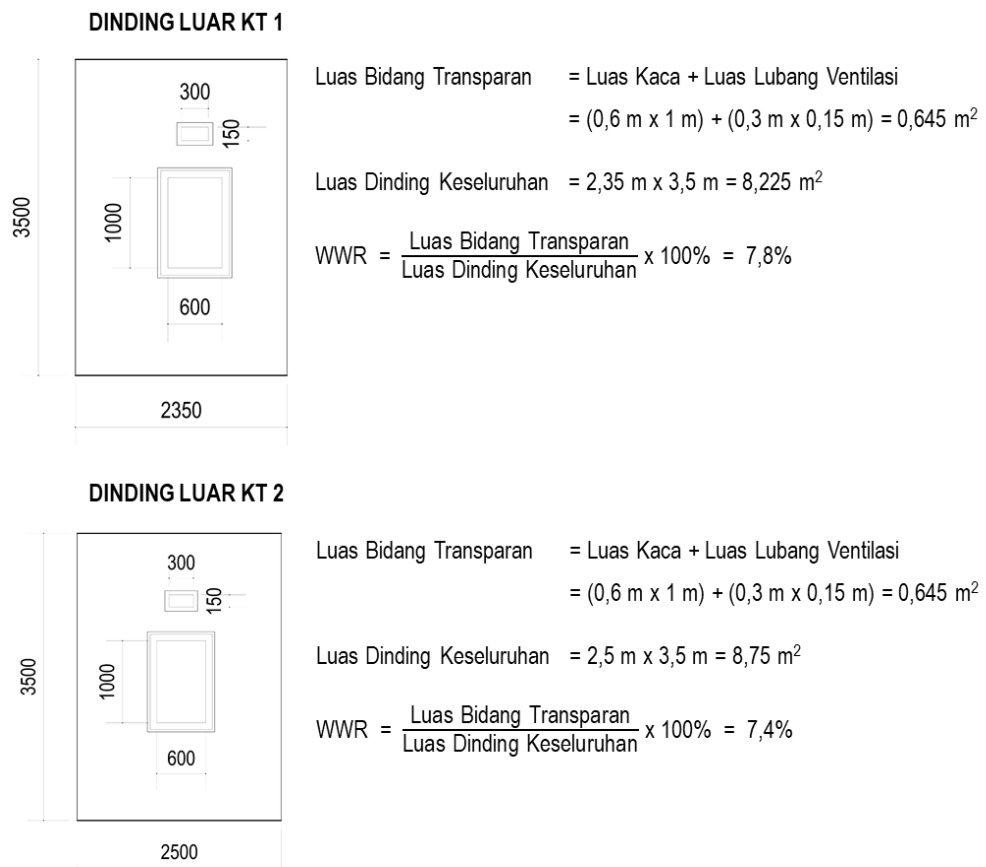 DINDING LUAR KT 1
300
150
3500
1000
600
2350
Luas Bidang Transparan = Luas Kaca + Luas Lubang Ventilasi
= (0,6 m x 1 m) + (0,3 m x 0,15 m) = 0,645 m²
Luas Dinding Keseluruhan = 2,35 m x 3,5 m = 8,225 m²
WWR = Luas Bidang Transparan / Luas Dinding Keseluruhan x 100% = 7,8%
DINDING LUAR KT 2
300
150
3500
1000
600
2500
Luas Bidang Transparan = Luas Kaca + Luas Lubang Ventilasi
= (0,6 m x 1 m) + (0,3 m x 0,15 m) = 0,645 m²
Luas Dinding Keseluruhan = 2,5 m x 3,5 m = 8,75 m²
WWR = Luas Bidang Transparan / Luas Dinding Keseluruhan x 100% = 7,4%